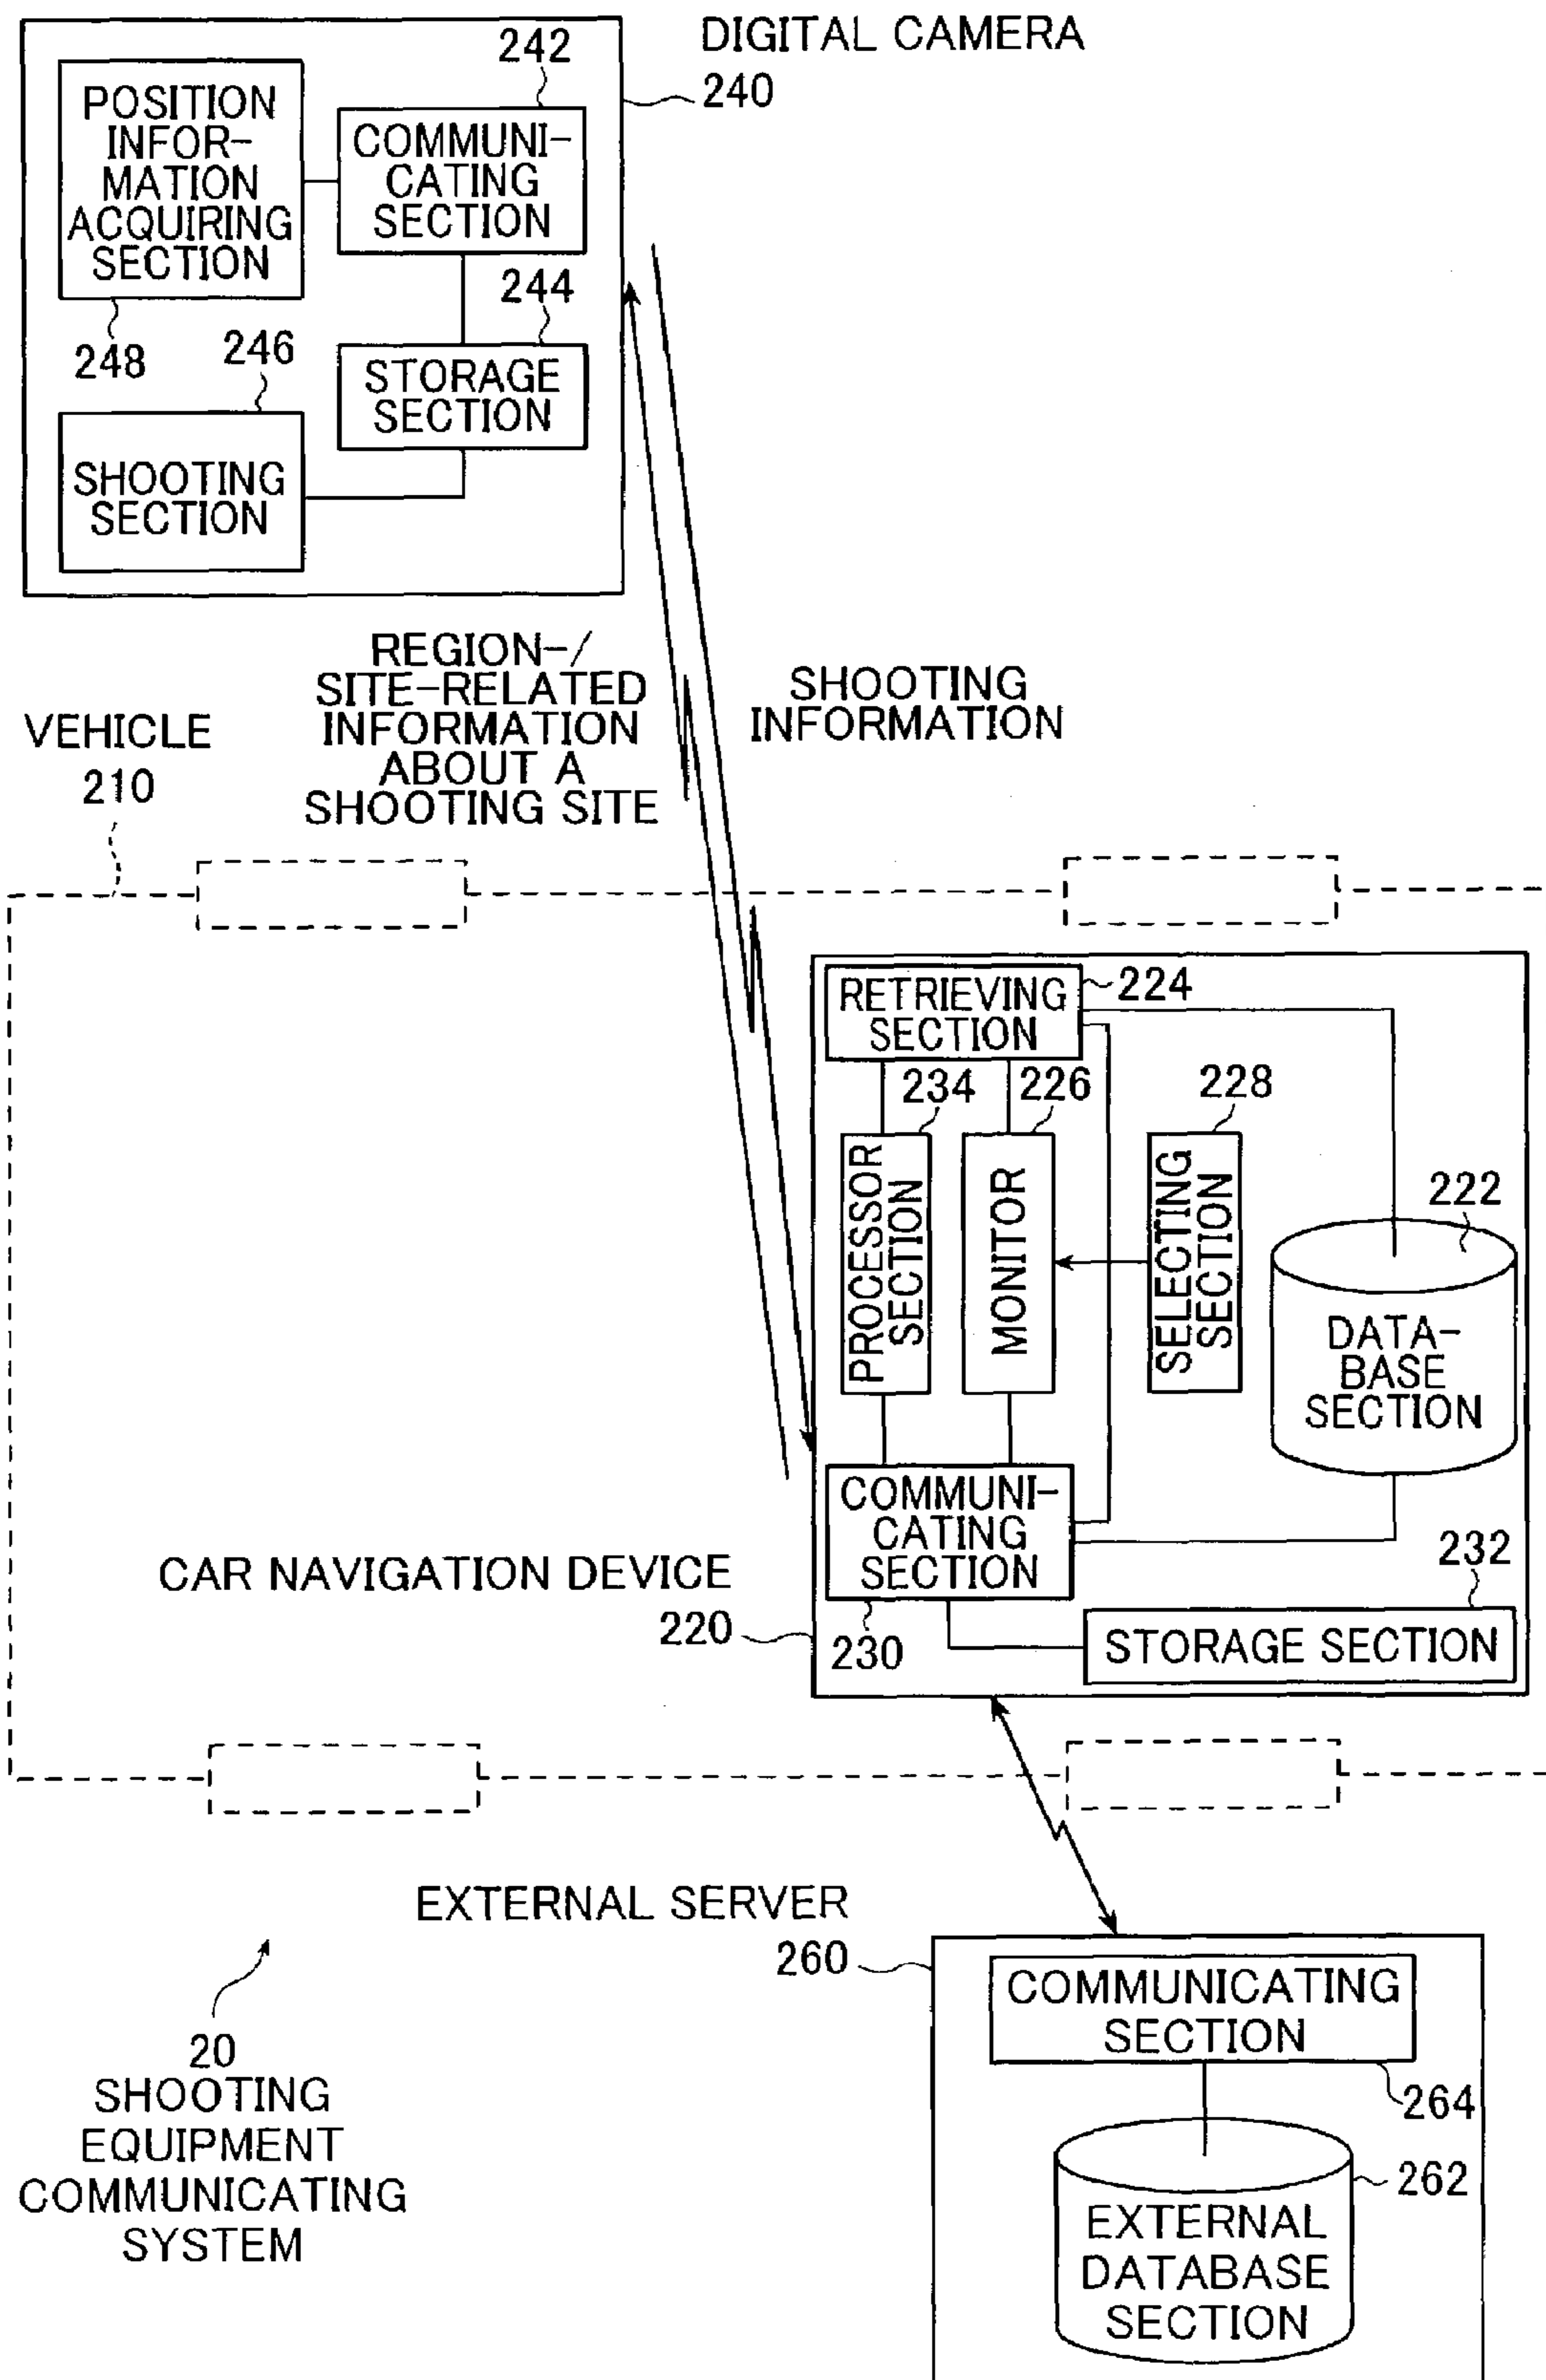 DIGITAL CAMERA
240
242
POSITION
INFOR-
MATION
ACQUIRING
SECTION
COMMUNI-
CATING
SECTION
244
248
246
STORAGE
SECTION
SHOOTING
SECTION
REGION-/
SITE-RELATED
INFORMATION
ABOUT A
SHOOTING SITE
SHOOTING
INFORMATION
VEHICLE
210
RETRIEVING
SECTION
224
234
226
228
PROCESSOR
SECTION
MONITOR
SELECTING
SECTION
222
DATA-
BASE
SECTION
COMMUNI-
CATING
SECTION
CAR NAVIGATION DEVICE
220
230
232
STORAGE SECTION
EXTERNAL SERVER
260
COMMUNICATING
SECTION
264
20
SHOOTING
EQUIPMENT
COMMUNICATING
SYSTEM
262
EXTERNAL
DATABASE
SECTION